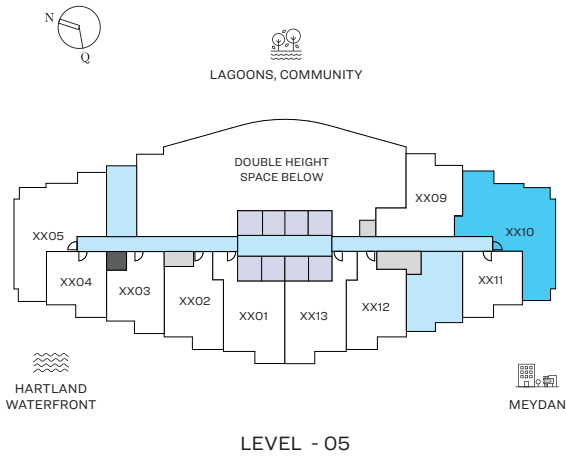 N
Q
LAGOONS, COMMUNITY
DOUBLE HEIGHT
SPACE BELOW
XX09
XX05
XX10
XX04
XX03
XX02
XX01
XX13
XX12
XX11
HARTLAND
WATERFRONT
MEYDAN
LEVEL - 05